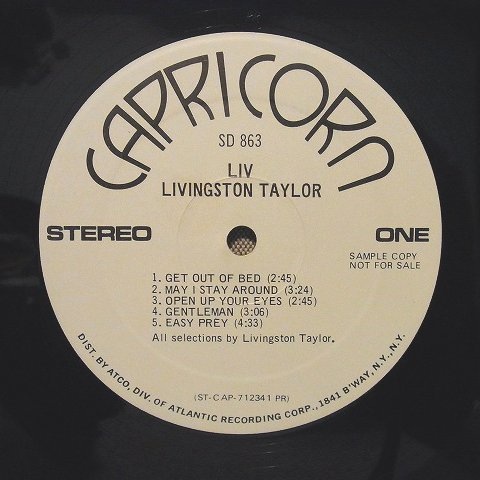 CAPRICORN
SD 863
LIV
LIVINGSTON TAYLOR
STEREO
ONE
SAMPLE COPY
NOT FOR SALE
1. GET OUT OF BED (2:45)
2. MAY I STAY AROUND (3:24)
3. OPEN UP YOUR EYES (2:45)
4. GENTLEMAN (3:06)
5. EASY PREY (4:33)
All selections by Livingston Taylor.
(ST-CAP-712341 PR)
DIST. BY ATCO, DIV. OF ATLANTIC RECORDING CORP., 1841 B'WAY, N.Y., N.Y.